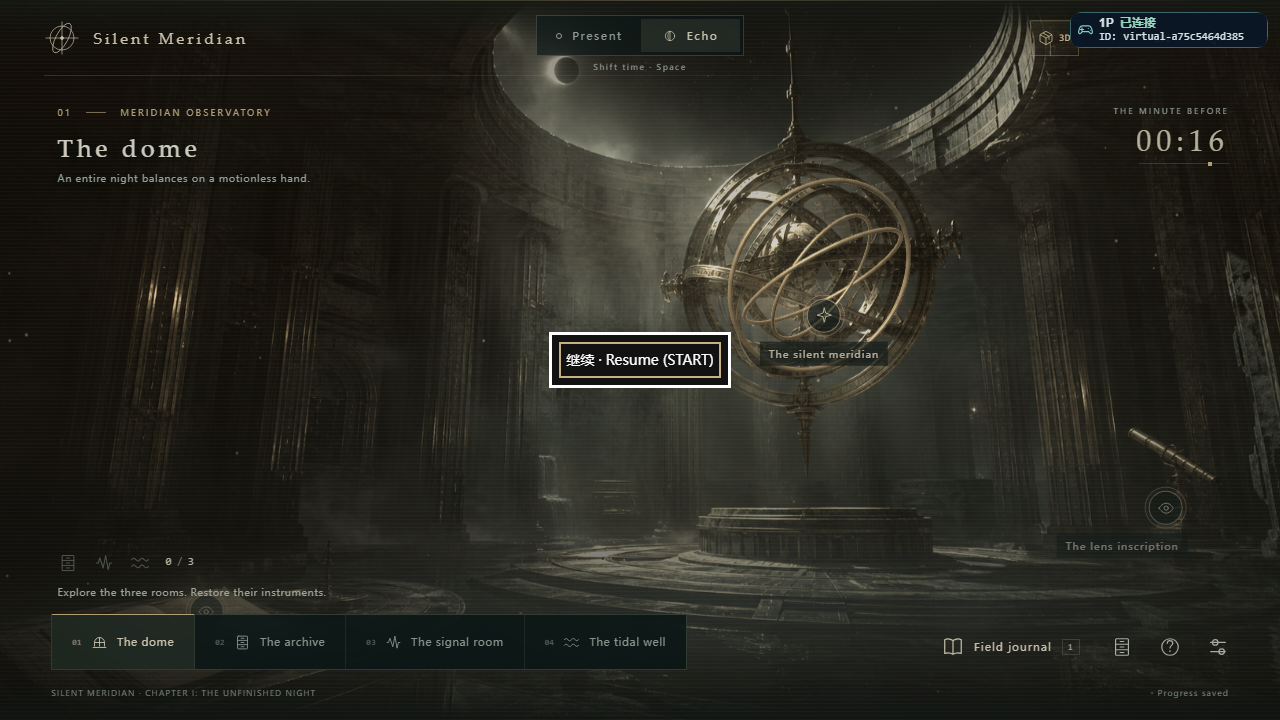 Silent Meridian
Present
Echo
Shift time · Space
3D
1P 已连接
ID: virtual-a75c5464d385
01 MERIDIAN OBSERVATORY
The dome
An entire night balances on a motionless hand.
THE MINUTE BEFORE
00:16
继续 · Resume (START)
The silent meridian
The lens inscription
0 / 3
Explore the three rooms. Restore their instruments.
01 The dome
02 The archive
03 The signal room
04 The tidal well
Field journal 1
SILENT MERIDIAN · CHAPTER I: THE UNFINISHED NIGHT
· Progress saved